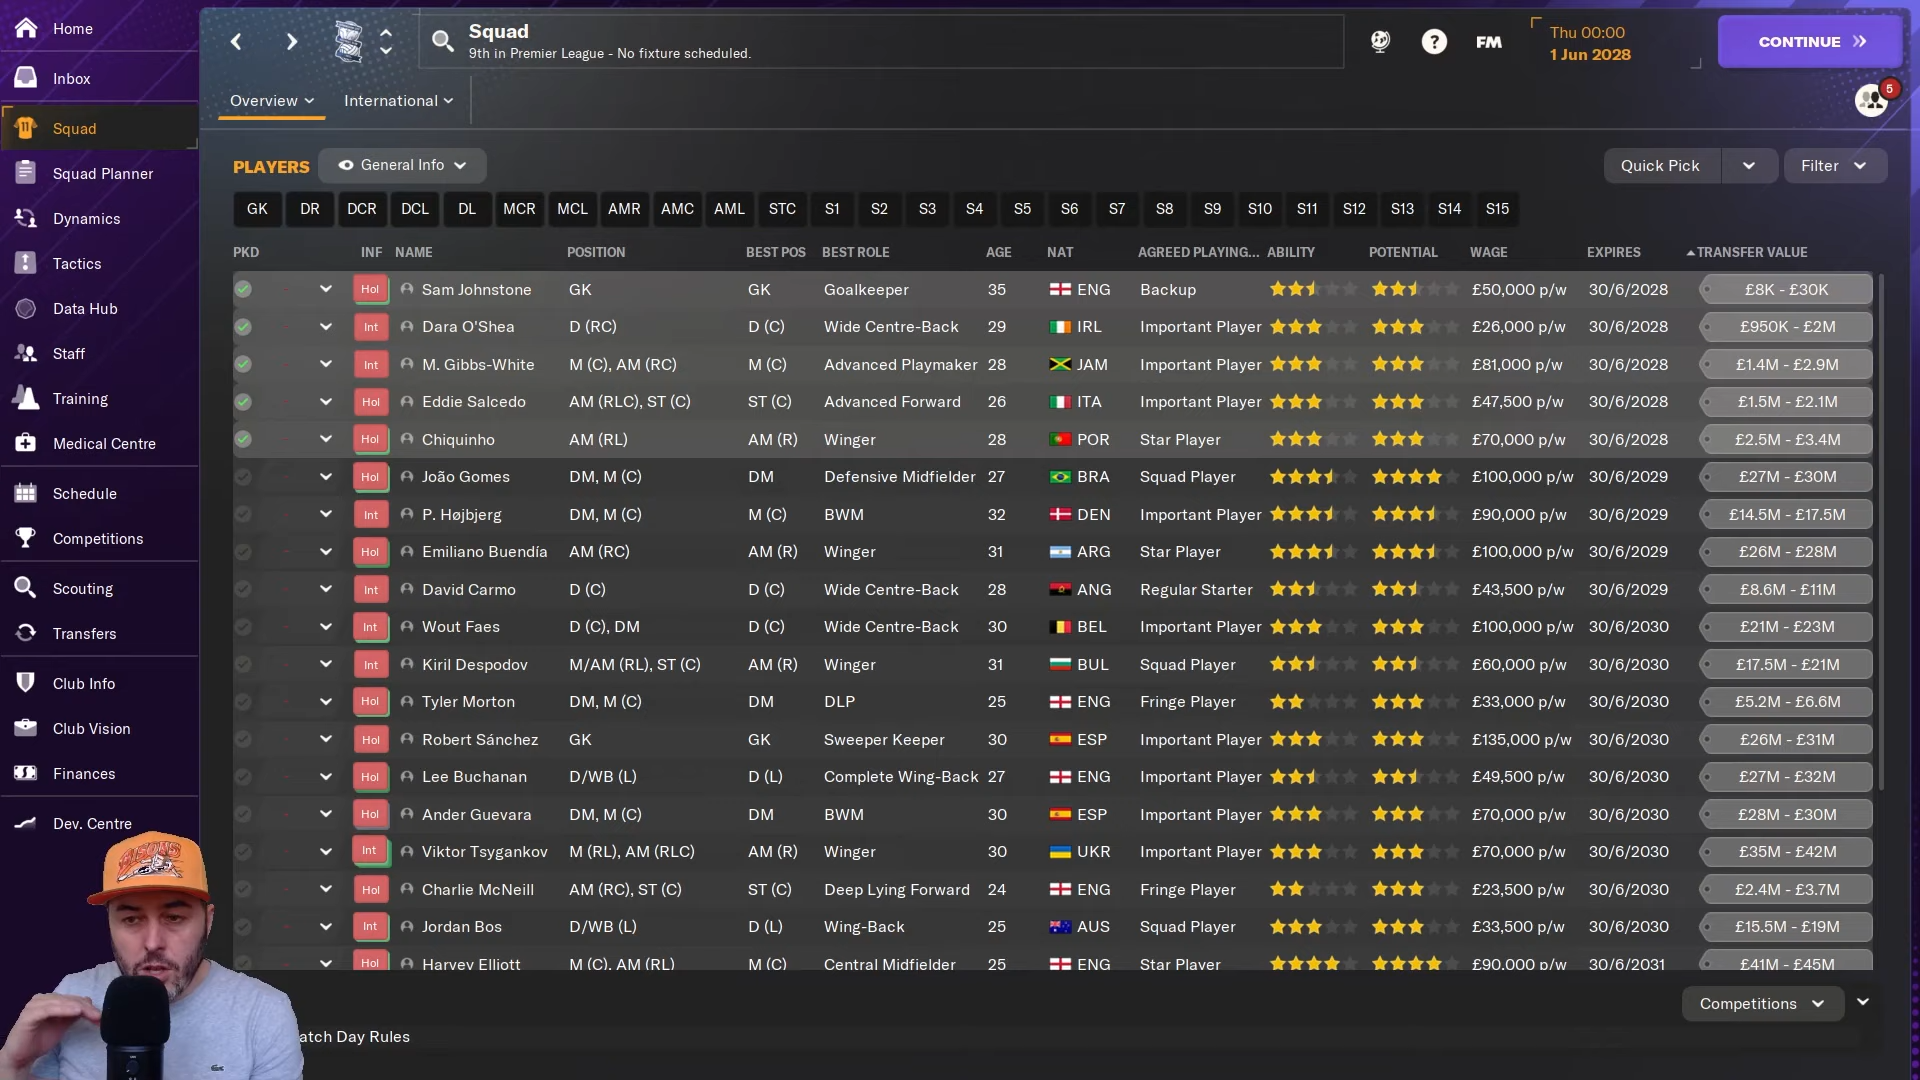 Home
Inbox
Squad
Squad Planner
Dynamics
Tactics
Data Hub
Staff
Training
Medical Centre
Schedule
Competitions
Scouting
Transfers
Club Info
Club Vision
Finances
Dev. Centre
Squad
9th in Premier League - No fixture scheduled.
? FM
Thu 00:00
1 Jun 2028
CONTINUE
5
Overview International
PLAYERS General Info Quick Pick Filter
GK DR DCR DCL DL MCR MCL AMR AMC AML STC S1 S2 S3 S4 S5 S6 S7 S8 S9 S10 S11 S12 S13 S14 S15
PKD INF NAME POSITION BEST POS BEST ROLE AGE NAT AGREED PLAYING... ABILITY POTENTIAL WAGE EXPIRES TRANSFER VALUE
- Hol Sam Johnstone GK GK Goalkeeper 35 ENG Backup £50,000 p/w 30/6/2028 £8K - £30K
- Int Dara O'Shea D (RC) D (C) Wide Centre-Back 29 IRL Important Player £26,000 p/w 30/6/2028 £950K - £2M
- Int M. Gibbs-White M (C), AM (RC) M (C) Advanced Playmaker 28 JAM Important Player £81,000 p/w 30/6/2028 £1.4M - £2.9M
- Hol Eddie Salcedo AM (RLC), ST (C) ST (C) Advanced Forward 26 ITA Important Player £47,500 p/w 30/6/2028 £1.5M - £2.1M
- Hol Chiquinho AM (RL) AM (R) Winger 28 POR Star Player £70,000 p/w 30/6/2028 £2.5M - £3.4M
- Hol João Gomes DM, M (C) DM Defensive Midfielder 27 BRA Squad Player £100,000 p/w 30/6/2029 £27M - £30M
- Int P. Højbjerg DM, M (C) M (C) BWM 32 DEN Important Player £90,000 p/w 30/6/2029 £14.5M - £17.5M
- Hol Emiliano Buendía AM (RC) AM (R) Winger 31 ARG Star Player £100,000 p/w 30/6/2029 £26M - £28M
- Int David Carmo D (C) D (C) Wide Centre-Back 28 ANG Regular Starter £43,500 p/w 30/6/2029 £8.6M - £11M
- Int Wout Faes D (C), DM D (C) Wide Centre-Back 30 BEL Important Player £100,000 p/w 30/6/2030 £21M - £23M
- Int Kiril Despodov M/AM (RL), ST (C) AM (R) Winger 31 BUL Squad Player £60,000 p/w 30/6/2030 £17.5M - £21M
- Hol Tyler Morton DM, M (C) DM DLP 25 ENG Fringe Player £33,000 p/w 30/6/2030 £5.2M - £6.6M
- Hol Robert Sánchez GK GK Sweeper Keeper 30 ESP Important Player £135,000 p/w 30/6/2030 £26M - £31M
- Hol Lee Buchanan D/WB (L) D (L) Complete Wing-Back 27 ENG Important Player £49,500 p/w 30/6/2030 £27M - £32M
- Hol Ander Guevara DM, M (C) DM BWM 30 ESP Important Player £70,000 p/w 30/6/2030 £28M - £30M
- Int Viktor Tsygankov M (RL), AM (RLC) AM (R) Winger 30 UKR Important Player £70,000 p/w 30/6/2030 £35M - £42M
- Hol Charlie McNeill AM (RC), ST (C) ST (C) Deep Lying Forward 24 ENG Fringe Player £23,500 p/w 30/6/2030 £2.4M - £3.7M
- Int Jordan Bos D/WB (L) D (L) Wing-Back 25 AUS Squad Player £33,500 p/w 30/6/2030 £15.5M - £19M
Hol Harvey Elliott M (C), AM (RL) M (C) Central Midfielder 25 ENG Star Player £90,000 p/w 30/6/2031 £41M - £45M
Competitions
atch Day Rules